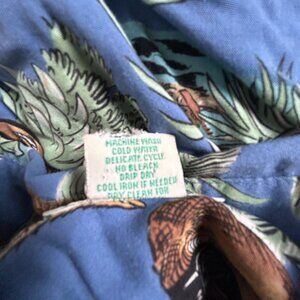 MACHINE WASH
COLD WATER
DELICATE CYCLE
NO BLEACH
DRIP DRY
COOL IRON IF NEEDED
DRY CLEAN FOR